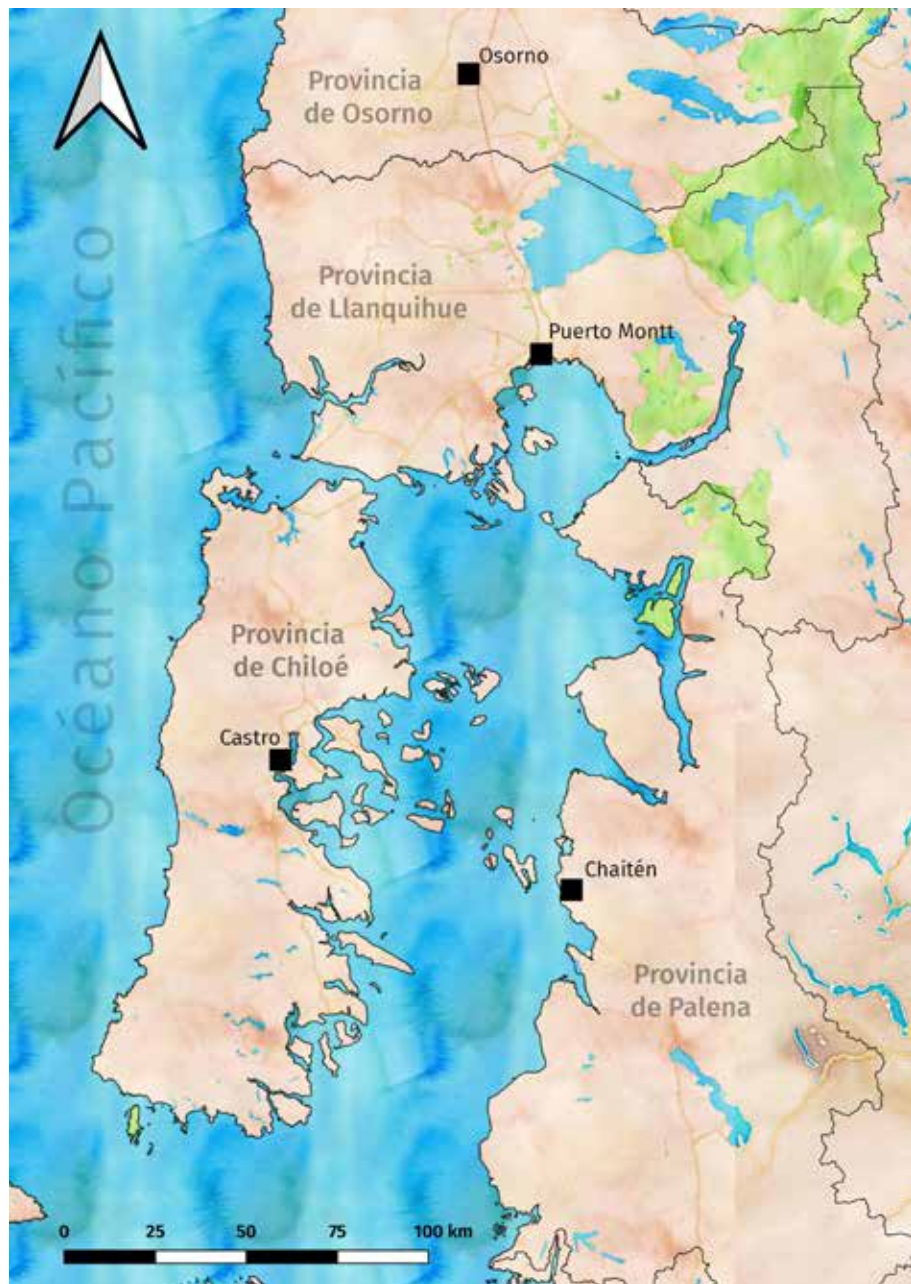 Osorno
Provincia
de Osorno
Océano Pacífico
Provincia
de Llanquihue
Puerto Montt
Provincia
de Chiloé
Castro
Chaitén
Provincia
de Palena
0 25 50 75 100 km